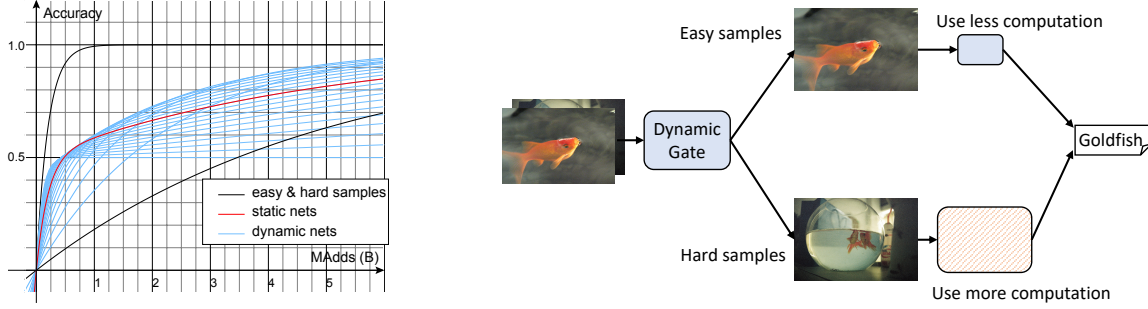 Accuracy
1.0
0.5
easy & hard samples
static nets
dynamic nets
MAdds (B)
1
2
3
4
5
Easy samples
Use less computation
Dynamic
Gate
Goldfish
Hard samples
Use more computation